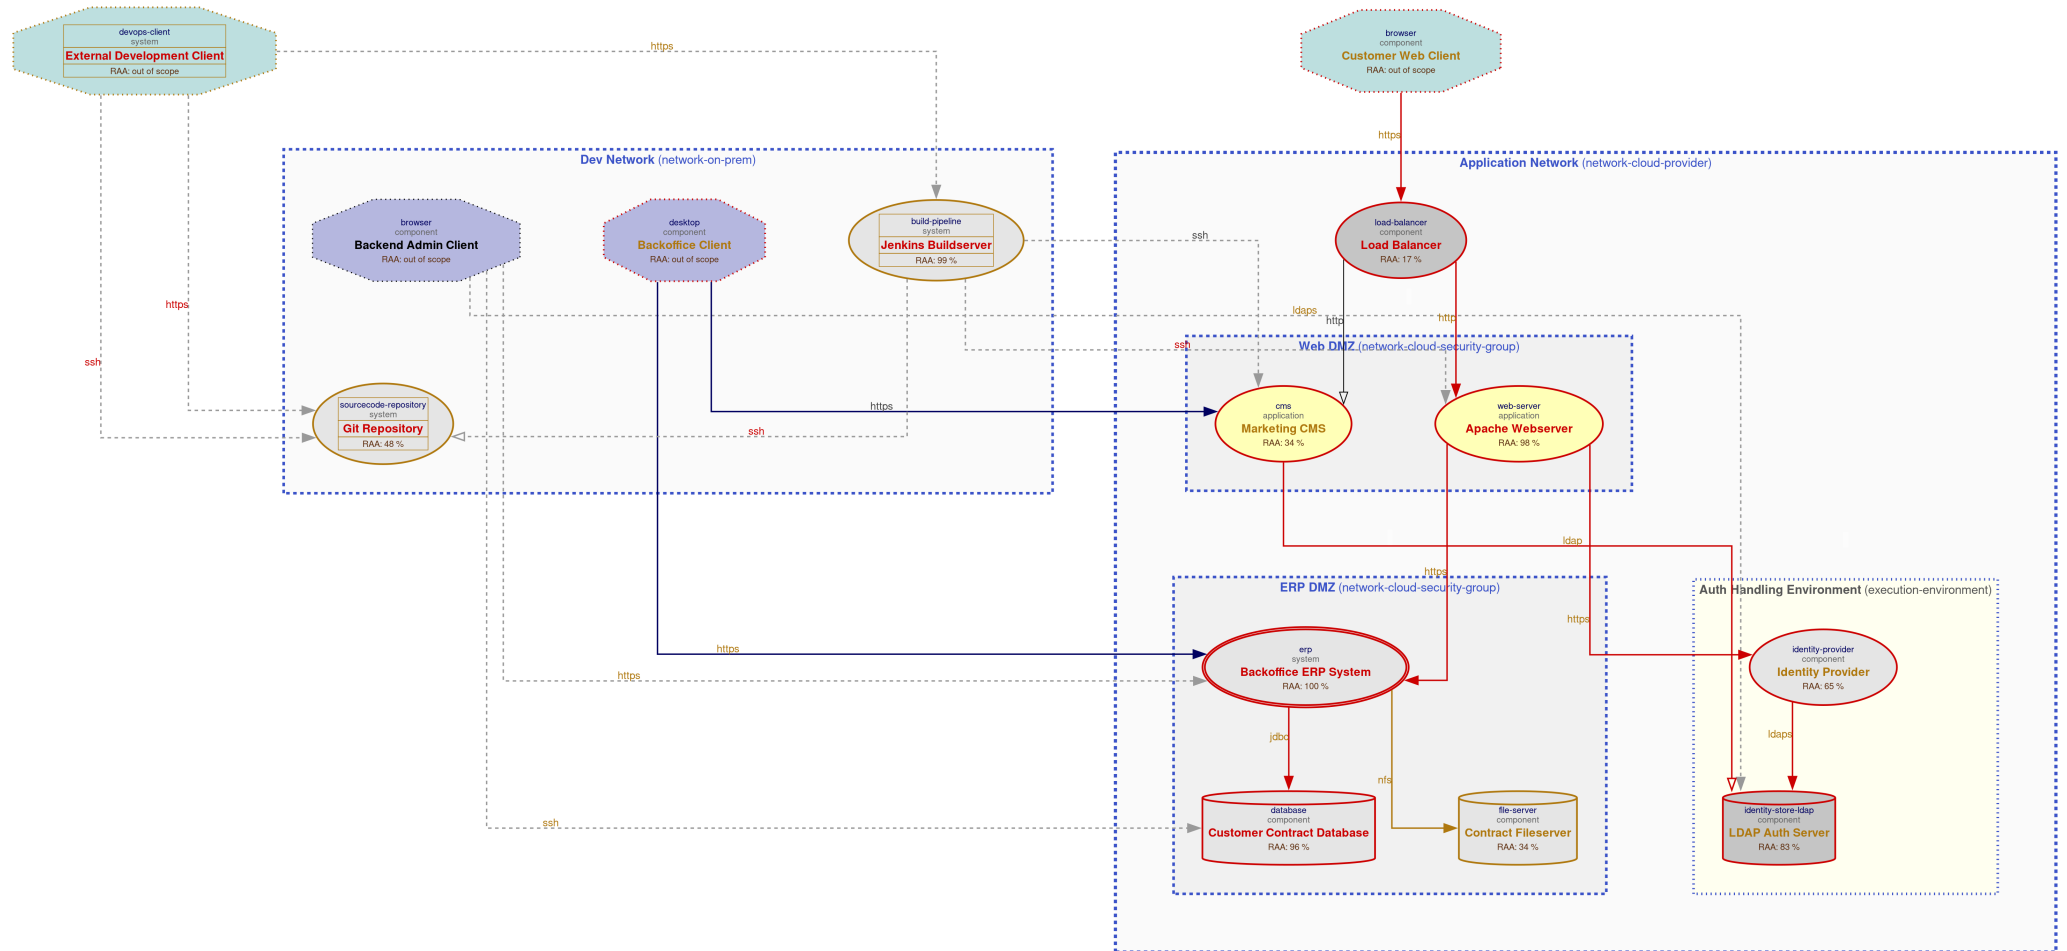 devops-client
system
External Development Client
RAA: out of scope
https
browser
component
Customer Web Client
RAA: out of scope
https
Dev Network (network-on-prem)
Application Network (network-cloud-provider)
browser
component
Backend Admin Client
RAA: out of scope
desktop
component
Backoffice Client
RAA: out of scope
build-pipeline
system
Jenkins Buildserver
RAA: 99 %
ssh
load-balancer
component
Load Balancer
RAA: 17 %
https
ldaps
http
http
ssh
ssh
Web DMZ (network-cloud-security-group)
sourcecode-repository
system
Git Repository
RAA: 48 %
ssh
https
cms
application
Marketing CMS
RAA: 34 %
web-server
application
Apache Webserver
RAA: 98 %
ldap
https
ERP DMZ (network-cloud-security-group)
Auth Handling Environment (execution-environment)
https
https
https
erp
system
Backoffice ERP System
RAA: 100 %
identity-provider
component
Identity Provider
RAA: 65 %
jdbc
nfs
ldaps
ssh
database
component
Customer Contract Database
RAA: 96 %
file-server
component
Contract Fileserver
RAA: 34 %
identity-store-ldap
component
LDAP Auth Server
RAA: 83 %